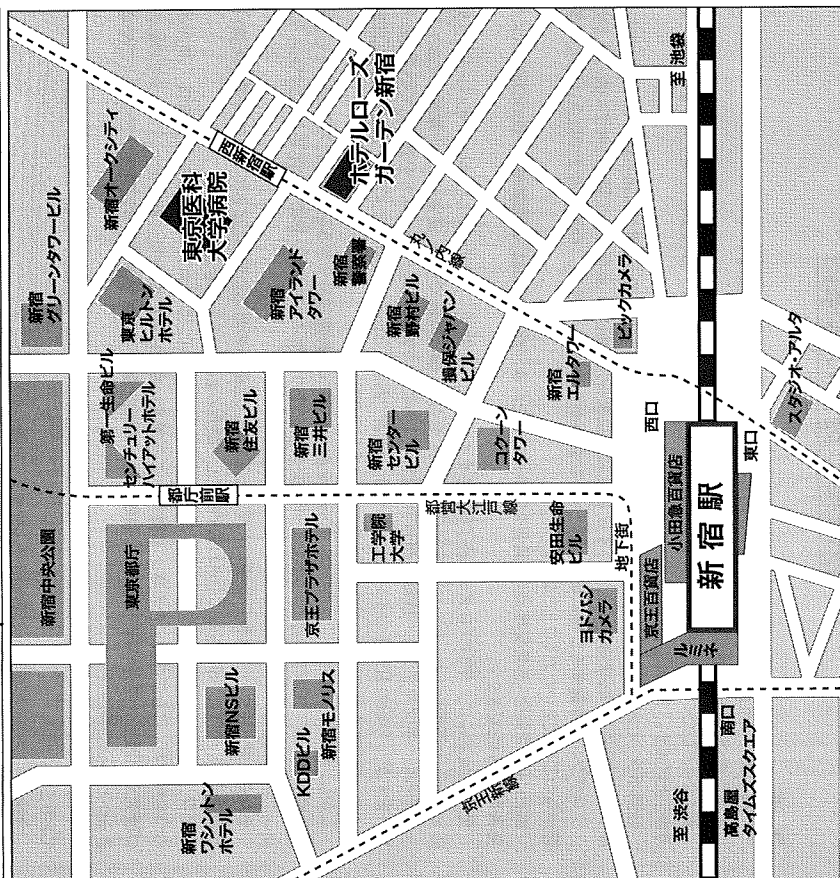 新宿
グリーンタワービル
新宿オークシティ
東京医科
大学病院
西新宿駅
ホテルローズ
ガーデン新宿
至 池袋
東京
ヒルトン
ホテル
新宿
アイランド
タワー
新宿
警察署
丸ノ内線
新宿
野村ビル
損保ジャパン
ビル
ビックカメラ
第一生命ビル
センチュリー
ハイアットホテル
新宿
住友ビル
新宿
三井ビル
新宿
センター
ビル
コクーン
タワー
新宿
エルタワー
西口
スタジオ・アルタ
都庁前駅
都営大江戸線
新宿中央公園
東京都庁
京王プラザホテル
工学院
大学
安田生命
ビル
地下街
小田急百貨店
新宿駅
東口
京王百貨店
ヨドバシ
カメラ
ルミネ
新宿NSビル
KDDビル
新宿モノリス
新宿
ワシントン
ホテル
京王新線
至 渋谷
南口
高島屋
タイムズスクエア